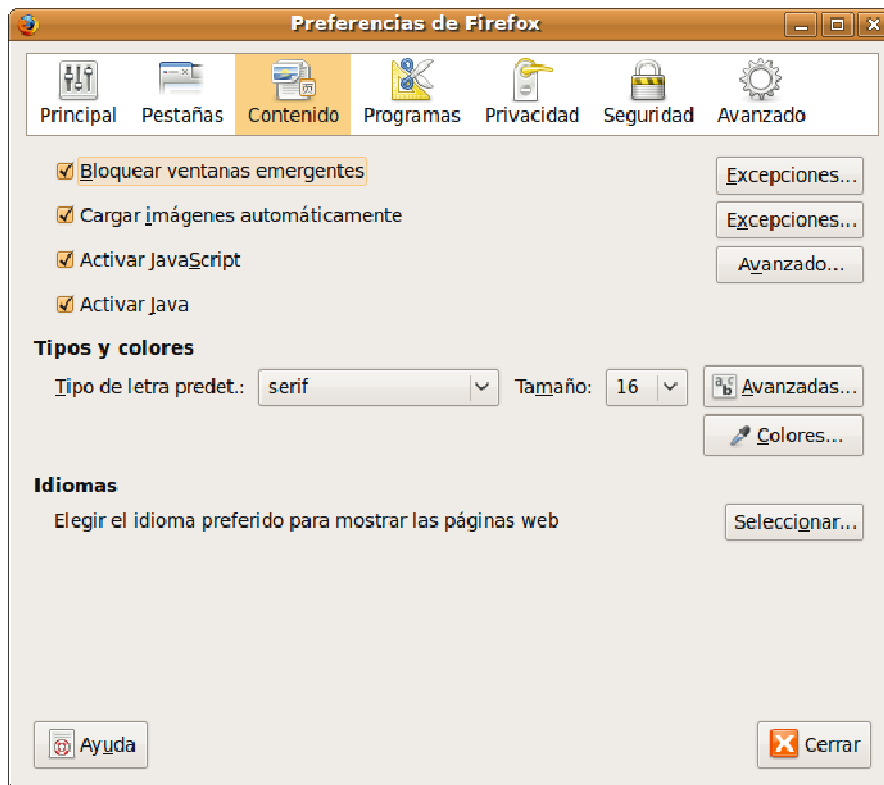 Preferencias de Firefox
Principal Pestañas Contenido Programas Privacidad Seguridad Avanzado
Bloquear ventanas emergentes Excepciones...
Cargar imágenes automáticamente Excepciones...
Activar JavaScript Avanzado...
Activar Java
Tipos y colores
Tipo de letra predet.: serif Tamaño: 16 Avanzadas...
Colores...
Idiomas
Elegir el idioma preferido para mostrar las páginas web Seleccionar...
Ayuda Cerrar